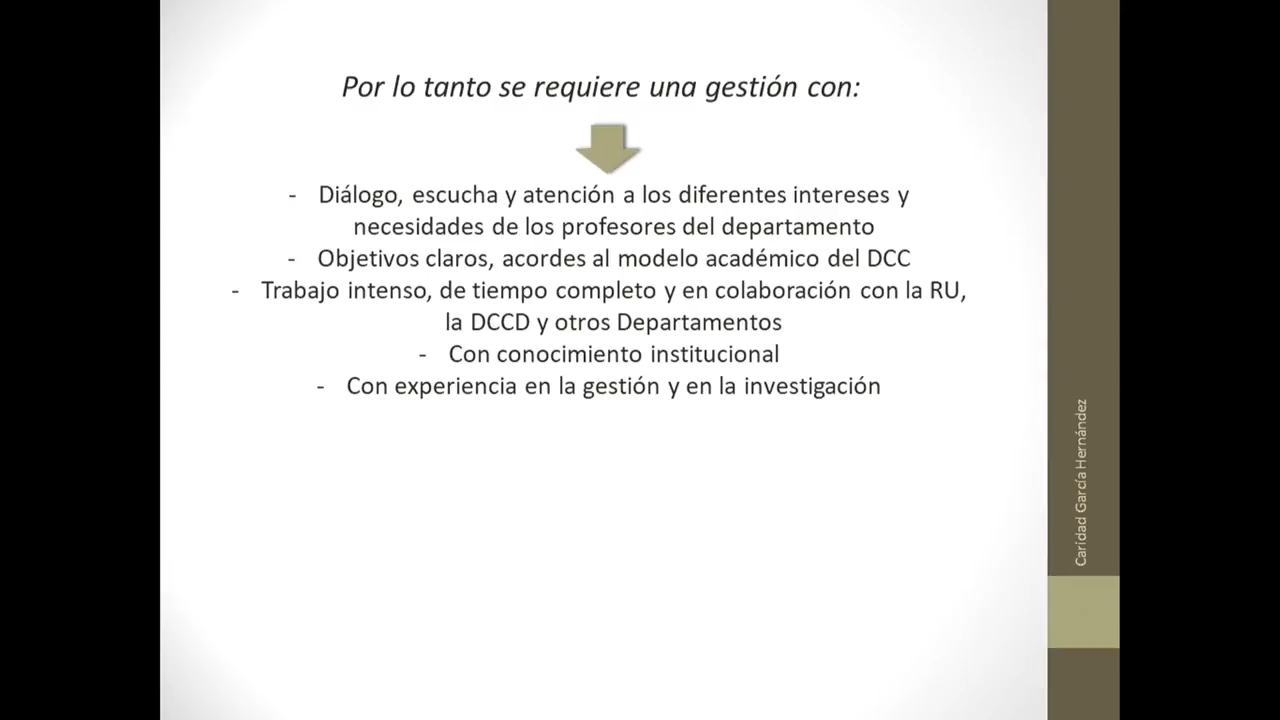 Por lo tanto se requiere una gestión con:
- Diálogo, escucha y atención a los diferentes intereses y
necesidades de los profesores del departamento
- Objetivos claros, acordes al modelo académico del DCC
- Trabajo intenso, de tiempo completo y en colaboración con la RU,
la DCCD y otros Departamentos
- Con conocimiento institucional
- Con experiencia en la gestión y en la investigación
Caridad García Hernández